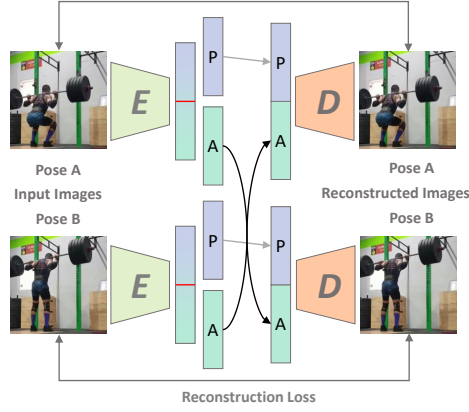 P
P
E
D
A
A
Pose A
Pose A
Input Images
Reconstructed Images
Pose B
Pose B
P
P
E
D
A
A
Reconstruction Loss